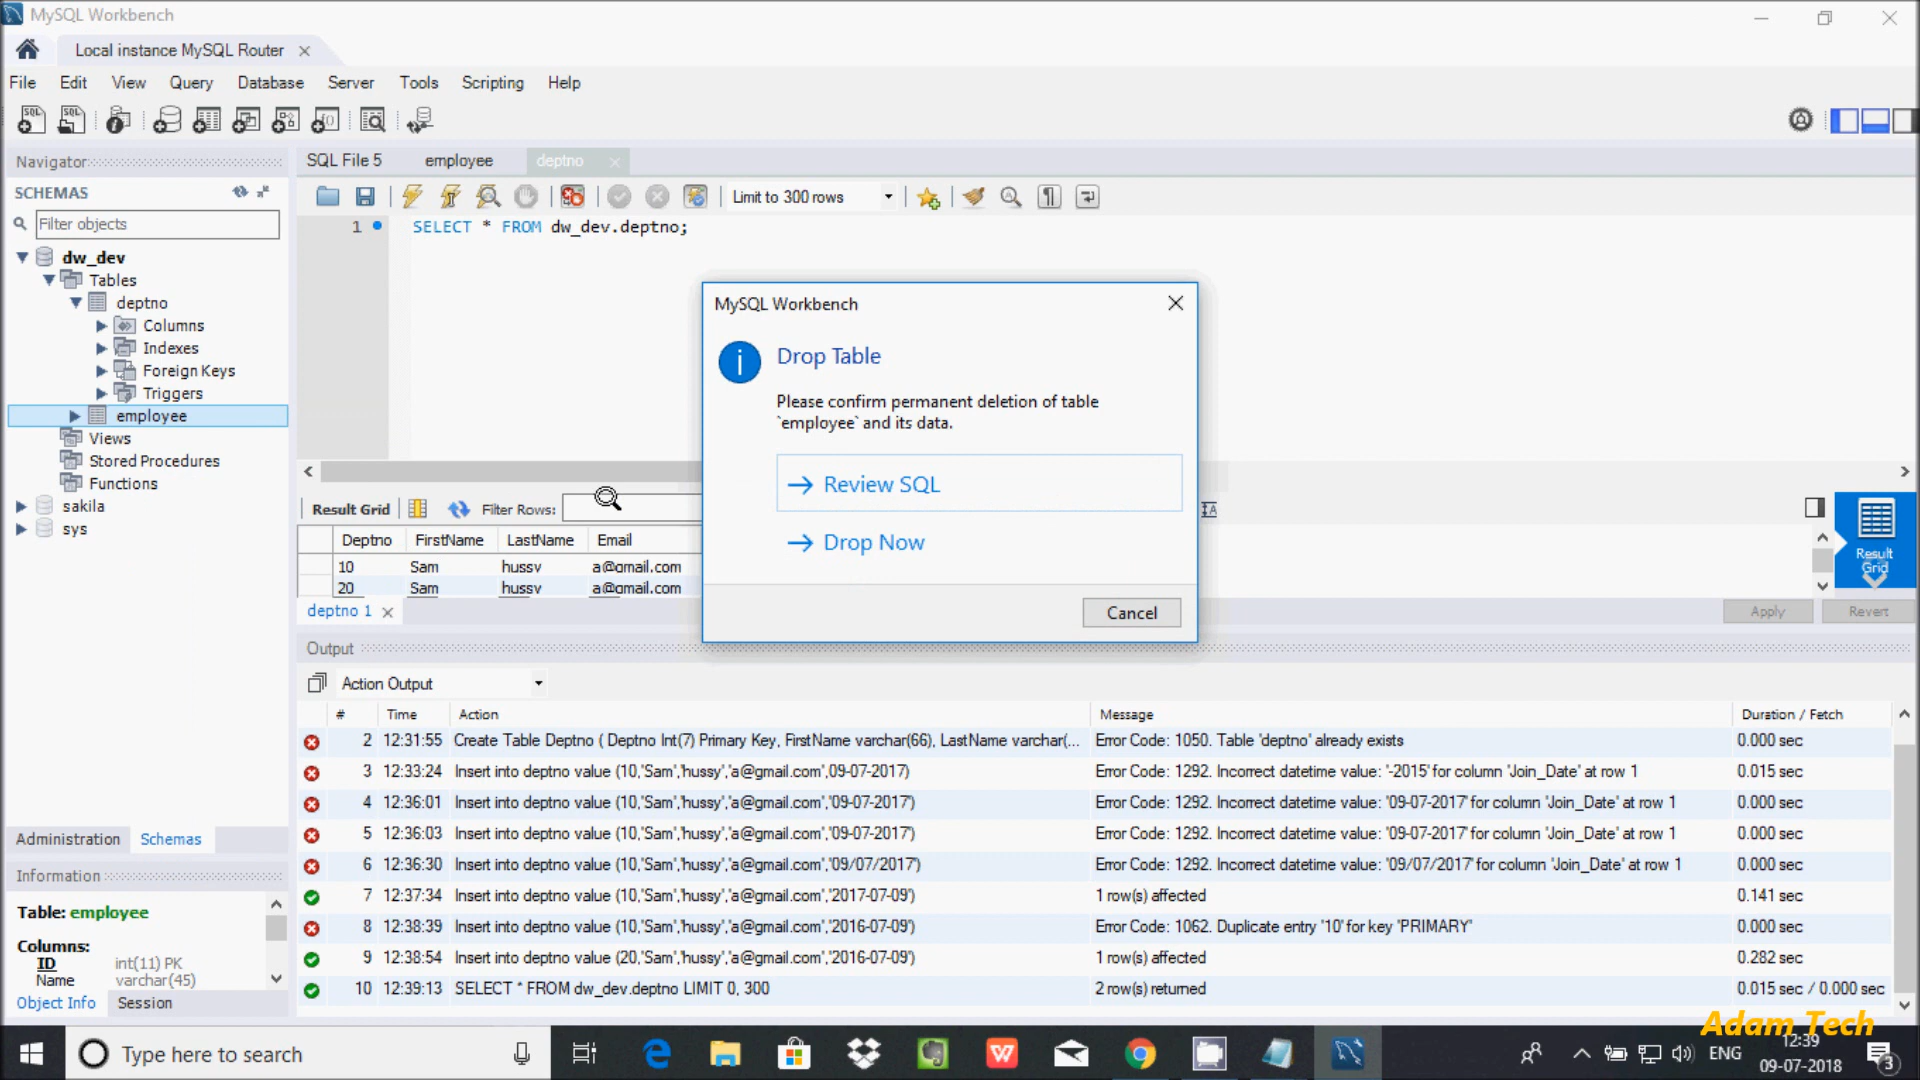 MySQL Workbench
Local instance MySQL Router
File Edit View Query Database Server Tools Scripting Help
Navigator
SCHEMAS
Filter objects
dw_dev
Tables
deptno
Columns
Indexes
Foreign Keys
Triggers
employee
Views
Stored Procedures
Functions
sakila
sys
Administration Schemas
Information
Table: employee
Columns:
ID int(11) PK
Name varchar(45)
Object Info Session
SQL File 5 employee deptno
Limit to 300 rows
1 SELECT * FROM dw_dev.deptno;
MySQL Workbench
Drop Table
Please confirm permanent deletion of table
`employee` and its data.
Review SQL
Drop Now
Cancel
Result Grid Filter Rows:
Deptno FirstName LastName Email
10 Sam hussy a@gmail.com
20 Sam hussy a@gmail.com
Result
Grid
deptno 1
Apply Revert
Output
Action Output
# Time Action Message Duration / Fetch
2 12:31:55 Create Table Deptno ( Deptno Int(7) Primary Key, FirstName varchar(66), LastName varchar(... Error Code: 1050. Table 'deptno' already exists 0.000 sec
3 12:33:24 Insert into deptno value (10,'Sam','hussy','a@gmail.com',09-07-2017) Error Code: 1292. Incorrect datetime value: '-2015' for column 'Join_Date' at row 1 0.015 sec
4 12:36:01 Insert into deptno value (10,'Sam','hussy','a@gmail.com','09-07-2017') Error Code: 1292. Incorrect datetime value: '09-07-2017' for column 'Join_Date' at row 1 0.000 sec
5 12:36:03 Insert into deptno value (10,'Sam','hussy','a@gmail.com','09-07-2017') Error Code: 1292. Incorrect datetime value: '09-07-2017' for column 'Join_Date' at row 1 0.000 sec
6 12:36:30 Insert into deptno value (10,'Sam','hussy','a@gmail.com','09/07/2017') Error Code: 1292. Incorrect datetime value: '09/07/2017' for column 'Join_Date' at row 1 0.000 sec
7 12:37:34 Insert into deptno value (10,'Sam','hussy','a@gmail.com','2017-07-09') 1 row(s) affected 0.141 sec
8 12:38:39 Insert into deptno value (10,'Sam','hussy','a@gmail.com','2016-07-09') Error Code: 1062. Duplicate entry '10' for key 'PRIMARY' 0.000 sec
9 12:38:54 Insert into deptno value (20,'Sam','hussy','a@gmail.com','2016-07-09') 1 row(s) affected 0.282 sec
10 12:39:13 SELECT * FROM dw_dev.deptno LIMIT 0, 300 2 row(s) returned 0.015 sec / 0.000 sec
Adam Tech
Type here to search
ENG
12:39
09-07-2018
3